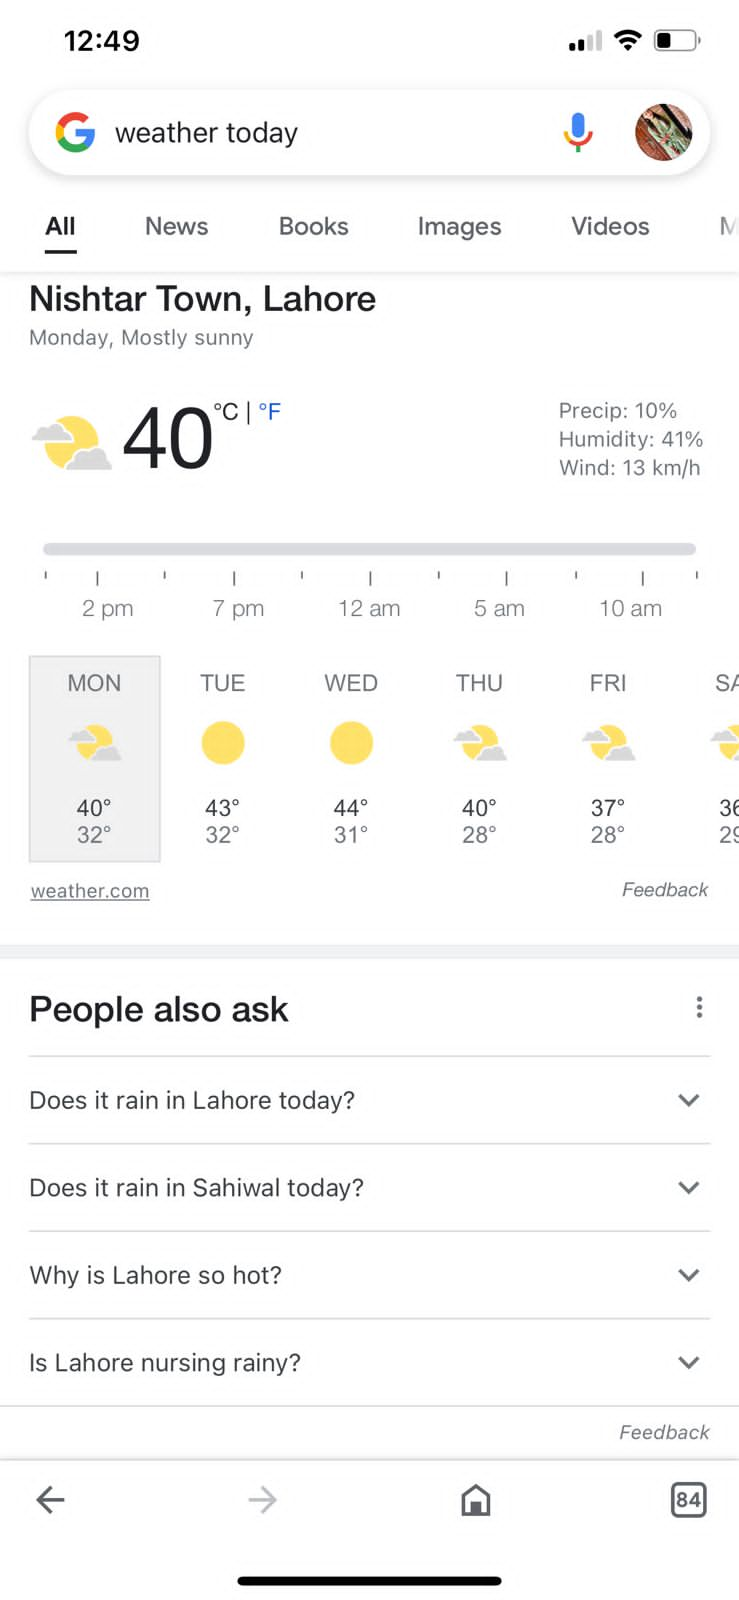 12:49
weather today
All News Books Images Videos M
Nishtar Town, Lahore
Monday, Mostly sunny
40 °C | °F
Precip: 10%
Humidity: 41%
Wind: 13 km/h
2 pm 7 pm 12 am 5 am 10 am
MON TUE WED THU FRI SA
40° 43° 44° 40° 37° 36
32° 32° 31° 28° 28° 29
weather.com Feedback
People also ask
Does it rain in Lahore today?
Does it rain in Sahiwal today?
Why is Lahore so hot?
Is Lahore nursing rainy?
Feedback
84